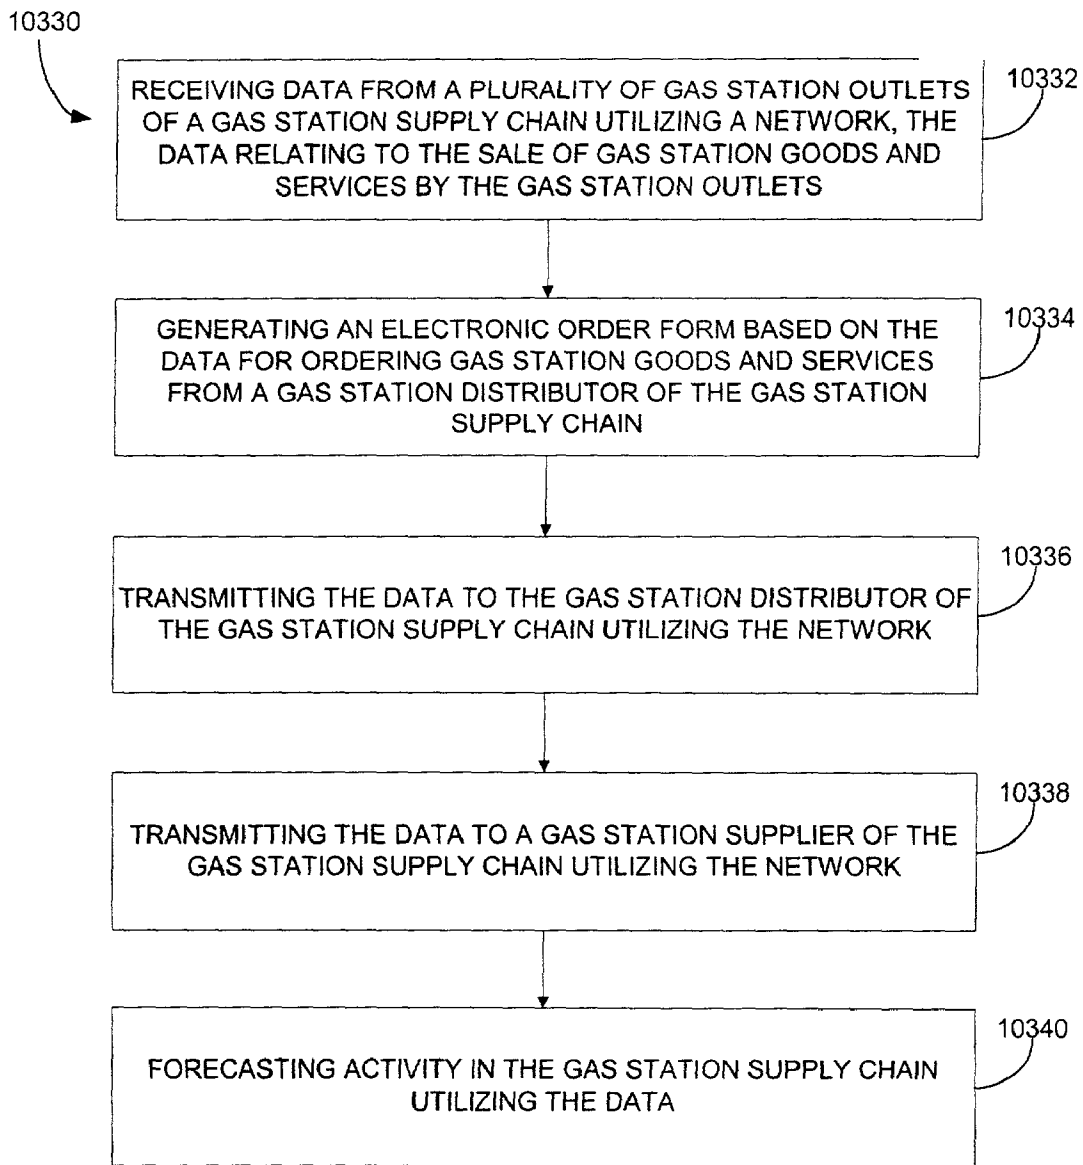 10330
10332
RECEIVING DATA FROM A PLURALITY OF GAS STATION OUTLETS
OF A GAS STATION SUPPLY CHAIN UTILIZING A NETWORK, THE
DATA RELATING TO THE SALE OF GAS STATION GOODS AND
SERVICES BY THE GAS STATION OUTLETS
10334
GENERATING AN ELECTRONIC ORDER FORM BASED ON THE
DATA FOR ORDERING GAS STATION GOODS AND SERVICES
FROM A GAS STATION DISTRIBUTOR OF THE GAS STATION
SUPPLY CHAIN
10336
TRANSMITTING THE DATA TO THE GAS STATION DISTRIBUTOR OF
THE GAS STATION SUPPLY CHAIN UTILIZING THE NETWORK
10338
TRANSMITTING THE DATA TO A GAS STATION SUPPLIER OF THE
GAS STATION SUPPLY CHAIN UTILIZING THE NETWORK
10340
FORECASTING ACTIVITY IN THE GAS STATION SUPPLY CHAIN
UTILIZING THE DATA